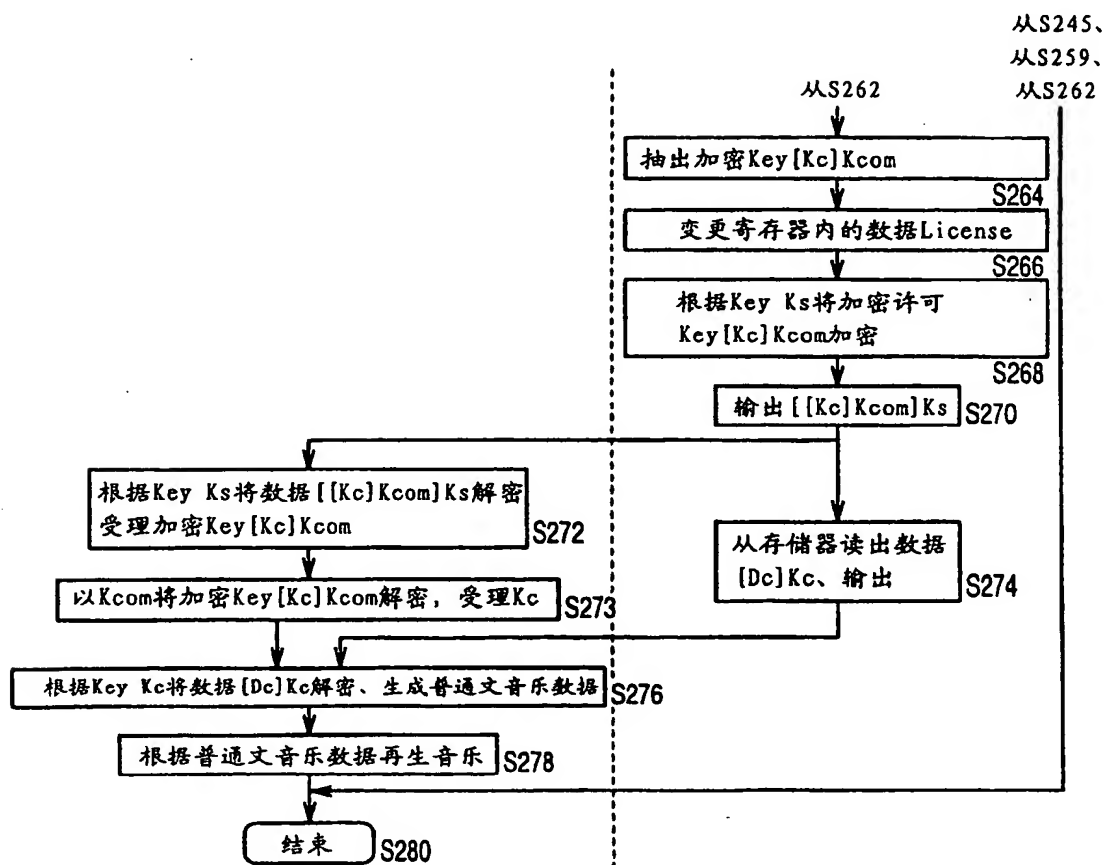 从S245、
从S259、
从S262
从S262
抽出加密Key[Kc]Kcom
S264
变更寄存器内的数据License
S266
根据Key Ks将加密许可
Key[Kc]Kcom加密
S268
输出[[Kc]Kcom]Ks
S270
根据Key Ks将数据[[Kc]Kcom]Ks解密
受理加密Key[Kc]Kcom
S272
从存储器读出数据
[Dc]Kc、输出
S274
以Kcom将加密Key[Kc]Kcom解密，受理Kc
S273
根据Key Kc将数据[Dc]Kc解密、生成普通文音乐数据
S276
根据普通文音乐数据再生音乐
S278
结束
S280